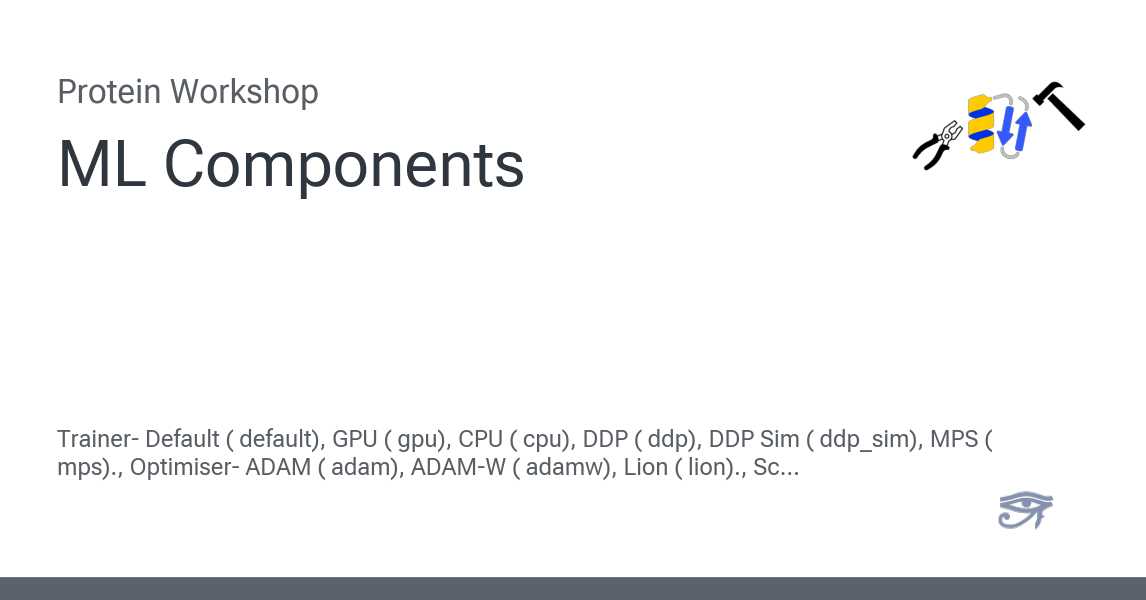 Protein Workshop
ML Components
Trainer- Default ( default), GPU ( gpu), CPU ( cpu), DDP ( ddp), DDP Sim ( ddp_sim), MPS (
mps)., Optimiser- ADAM ( adam), ADAM-W ( adamw), Lion ( lion)., Sc...